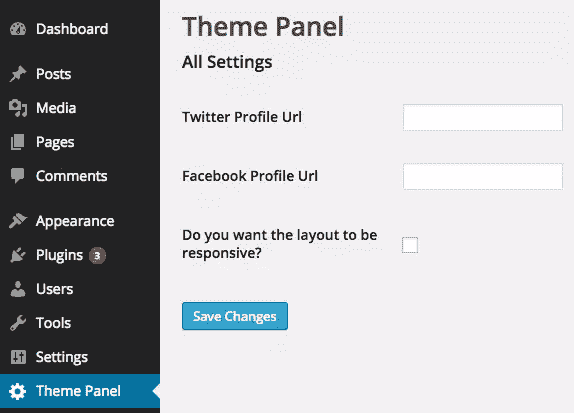 Dashboard
Posts
Media
Pages
Comments
Appearance
Plugins 3
Users
Tools
Settings
Theme Panel
Theme Panel
All Settings
Twitter Profile Url
Facebook Profile Url
Do you want the layout to be
responsive?
Save Changes